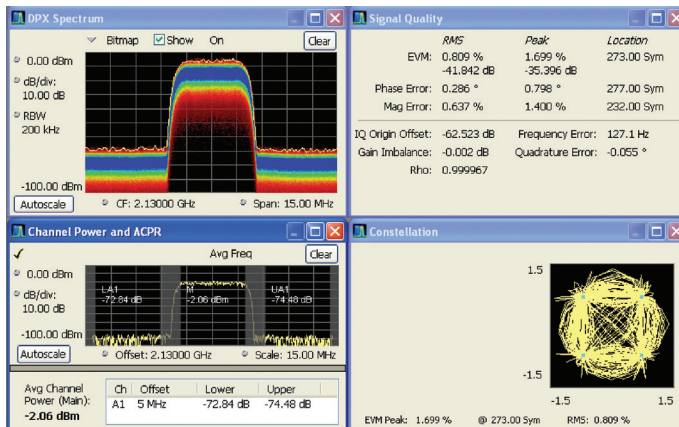 DPX Spectrum
Bitmap Show On Clear
0.00 dBm
dB/div:
10.00 dB
RBW
200 kHz
-100.00 dBm
Autoscale CF: 2.13000 GHz Span: 15.00 MHz
Signal Quality
RMS Peak Location
EVM: 0.809 % 1.699 % 273.00 Sym
-41.842 dB -35.396 dB
Phase Error: 0.286 ° 0.798 ° 277.00 Sym
Mag Error: 0.637 % 1.400 % 232.00 Sym
IQ Origin Offset: -62.523 dB Frequency Error: 127.1 Hz
Gain Imbalance: -0.002 dB Quadrature Error: -0.055 °
Rho: 0.999967
Channel Power and ACPR
Avg Freq Clear
0.00 dBm
dB/div:
10.00 dB
-100.00 dBm
LA1 M UA1
-72.84 dB -2.06 dBm -74.48 dB
Autoscale Offset: 2.13000 GHz Scale: 15.00 MHz
Avg Channel
Power (Main):
-2.06 dBm
Ch Offset Lower Upper
A1 5 MHz -72.84 dB -74.48 dB
Constellation
1.5
-1.5
-1.5 1.5
EVM Peak: 1.699 % @ 273.00 Sym RMS: 0.809 %